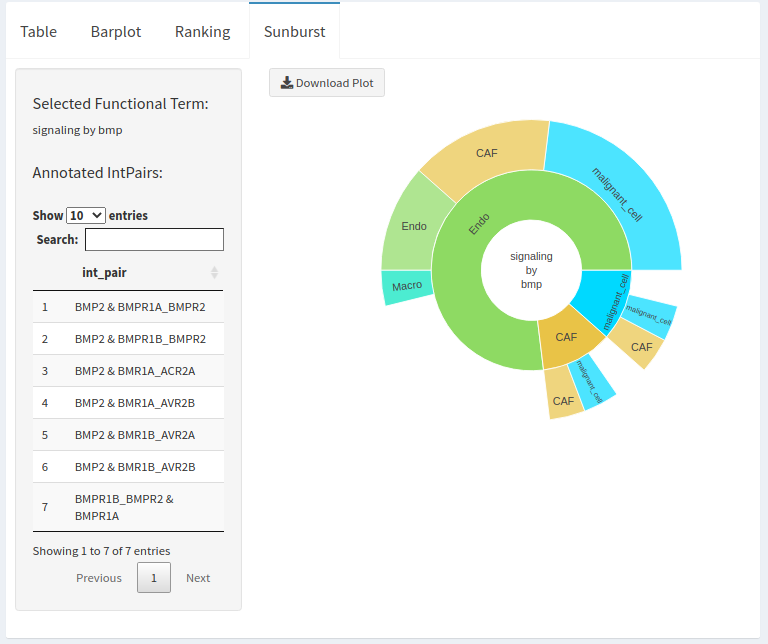 Table Barplot Ranking Sunburst
Selected Functional Term:
signaling by bmp
Annotated IntPairs:
Show 10 entries
Search:
int_pair
1 BMP2 & BMPR1A_BMPR2
2 BMP2 & BMPR1B_BMPR2
3 BMP2 & BMR1A_ACR2A
4 BMP2 & BMR1A_AVR2B
5 BMP2 & BMR1B_AVR2A
6 BMP2 & BMR1B_AVR2B
7 BMPR1B_BMPR2 &
BMPR1A
Showing 1 to 7 of 7 entries
Previous 1 Next
Download Plot
CAF
malignant_cell
Endo
Endo
signaling
by
bmp
Macro
malignant_cell
malignant_cell
CAF
CAF
malignant_cell
CAF